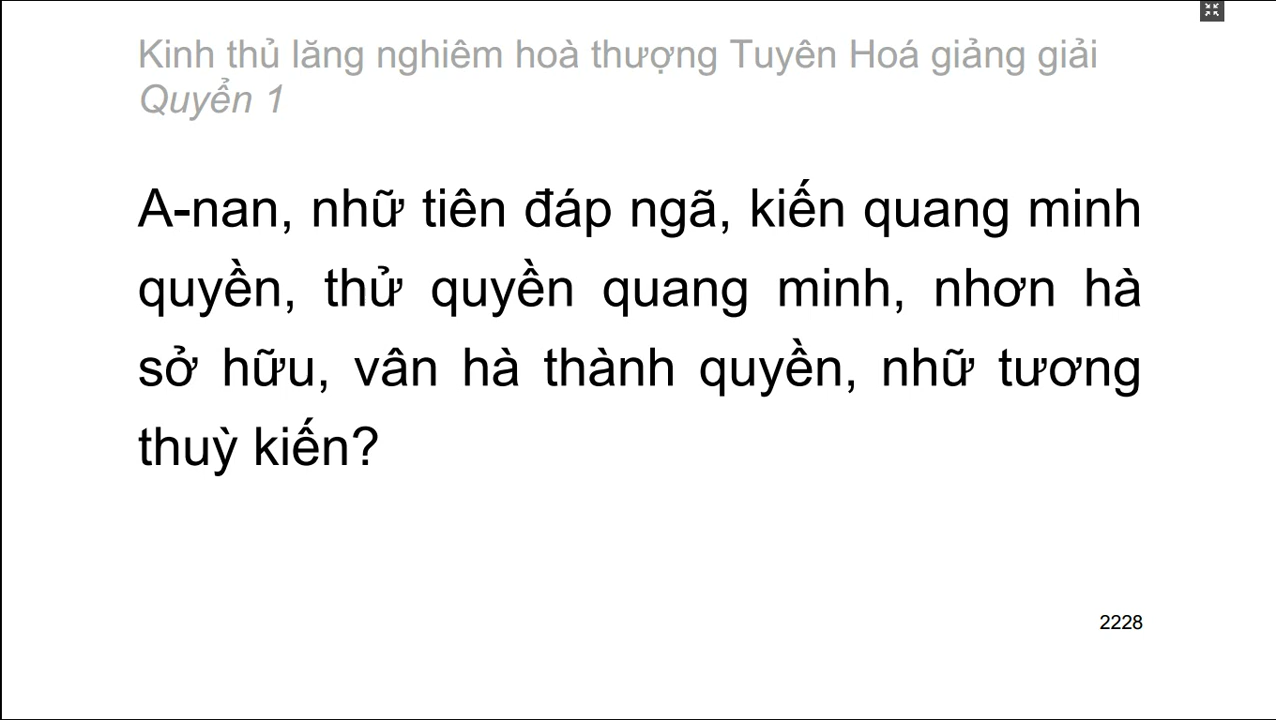 Kinh thủ lăng nghiêm hoà thượng Tuyên Hoá giảng giải
Quyển 1
A-nan, nhữ tiên đáp ngã, kiến quang minh
quyền, thử quyền quang minh, nhơn hà
sở hữu, vân hà thành quyền, nhữ tương
thuỳ kiến?
2228